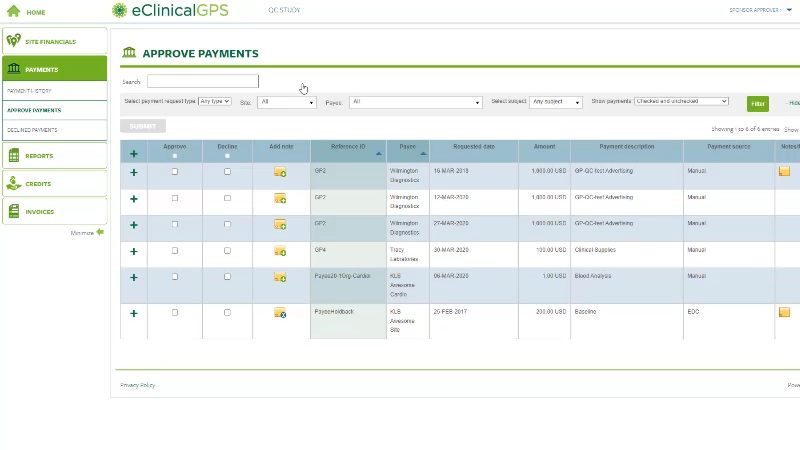 HOME
eClinicalGPS
QC STUDY
SPONSOR APPROVER
SITE FINANCIALS
PAYMENTS
PAYMENT HISTORY
APPROVE PAYMENTS
DECLINED PAYMENTS
REPORTS
CREDITS
INVOICES
Minimize
APPROVE PAYMENTS
Search:
Select payment request type: Any type Site: All Payee: All Select subject Any subject Show payments: Checked and unchecked Filter - Hide
SUBMIT
Showing 1 to 6 of 6 entries Show
Approve Decline Add note Reference ID Payee Requested date Amount Payment description Payment source
GP2 Wilmington Diagnostics 16-MAR-2018 1,000.00 USD GP-QC-test Advertising Manual
GP2 Wilmington Diagnostics 12-MAR-2020 1,000.00 USD GP-QC-test Advertising Manual
GP2 Wilmington Diagnostics 27-MAR-2020 1,000.00 USD GP-QC-test Advertising Manual
GP4 Tracy Labratories 30-MAR-2020 100.00 USD Clinical Supplies Manual
Payee20-1Org-Cardio KLB Awesome Cardio 06-MAR-2020 1.00 USD Blood Analysis Manual
PayeeHoldback KLB Awesome Site 25-FEB-2017 200.00 USD Baseline EDC
Privacy Policy